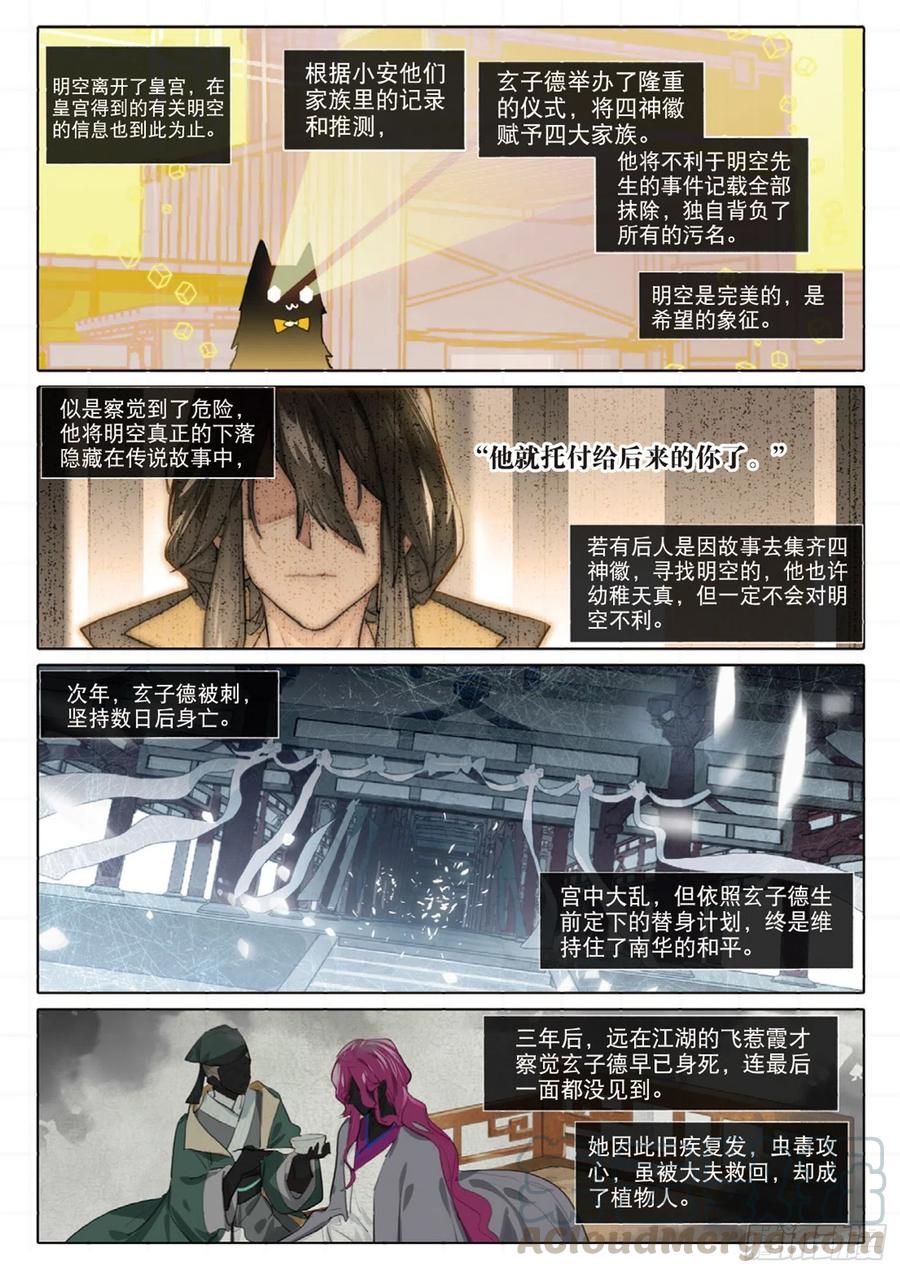 明空离开了皇宫，在
皇宫得到的有关明空
的信息也到此为止。
根据小安他们
家族里的记录
和推测，
玄子德举办了隆重
的仪式，将四神徽
赋予四大家族。
他将不利于明空先
生的事件记载全部
抹除，独自背负了
所有的污名。
明空是完美的，是
希望的象征。
似是察觉到了危险，
他将明空真正的下落
隐藏在传说故事中，
“他就托付给后来的你了。”
若有后人是因故事去集齐四
神徽，寻找明空的，他也许
幼稚天真，但一定不会对明
空不利。
次年，玄子德被刺，
坚持数日后身亡。
宫中大乱，但依照玄子德生
前定下的替身计划，终是维
持住了南华的和平。
三年后，远在江湖的飞惹霞才
察觉玄子德早已身死，连最后
一面都没见到。
她因此旧疾复发，虫毒攻
心，虽被大夫救回，却成
了植物人。
AcloudMerge.com